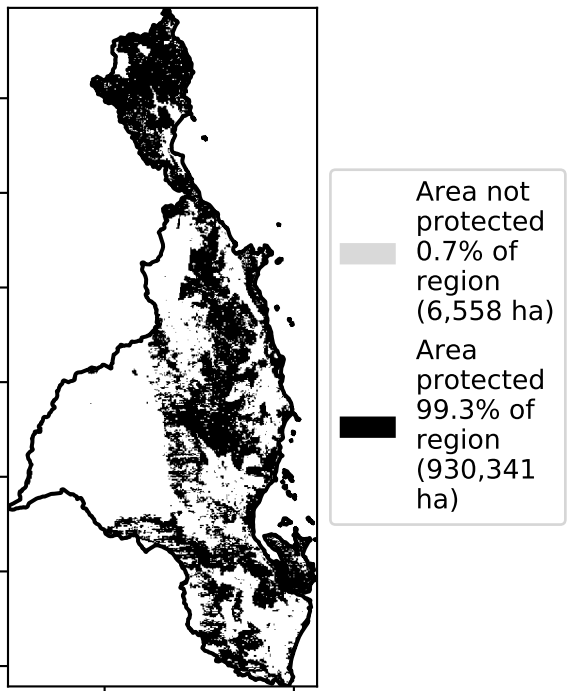 Area not
protected
0.7% of
region
(6,558 ha)
Area
protected
99.3% of
region
(930,341
ha)